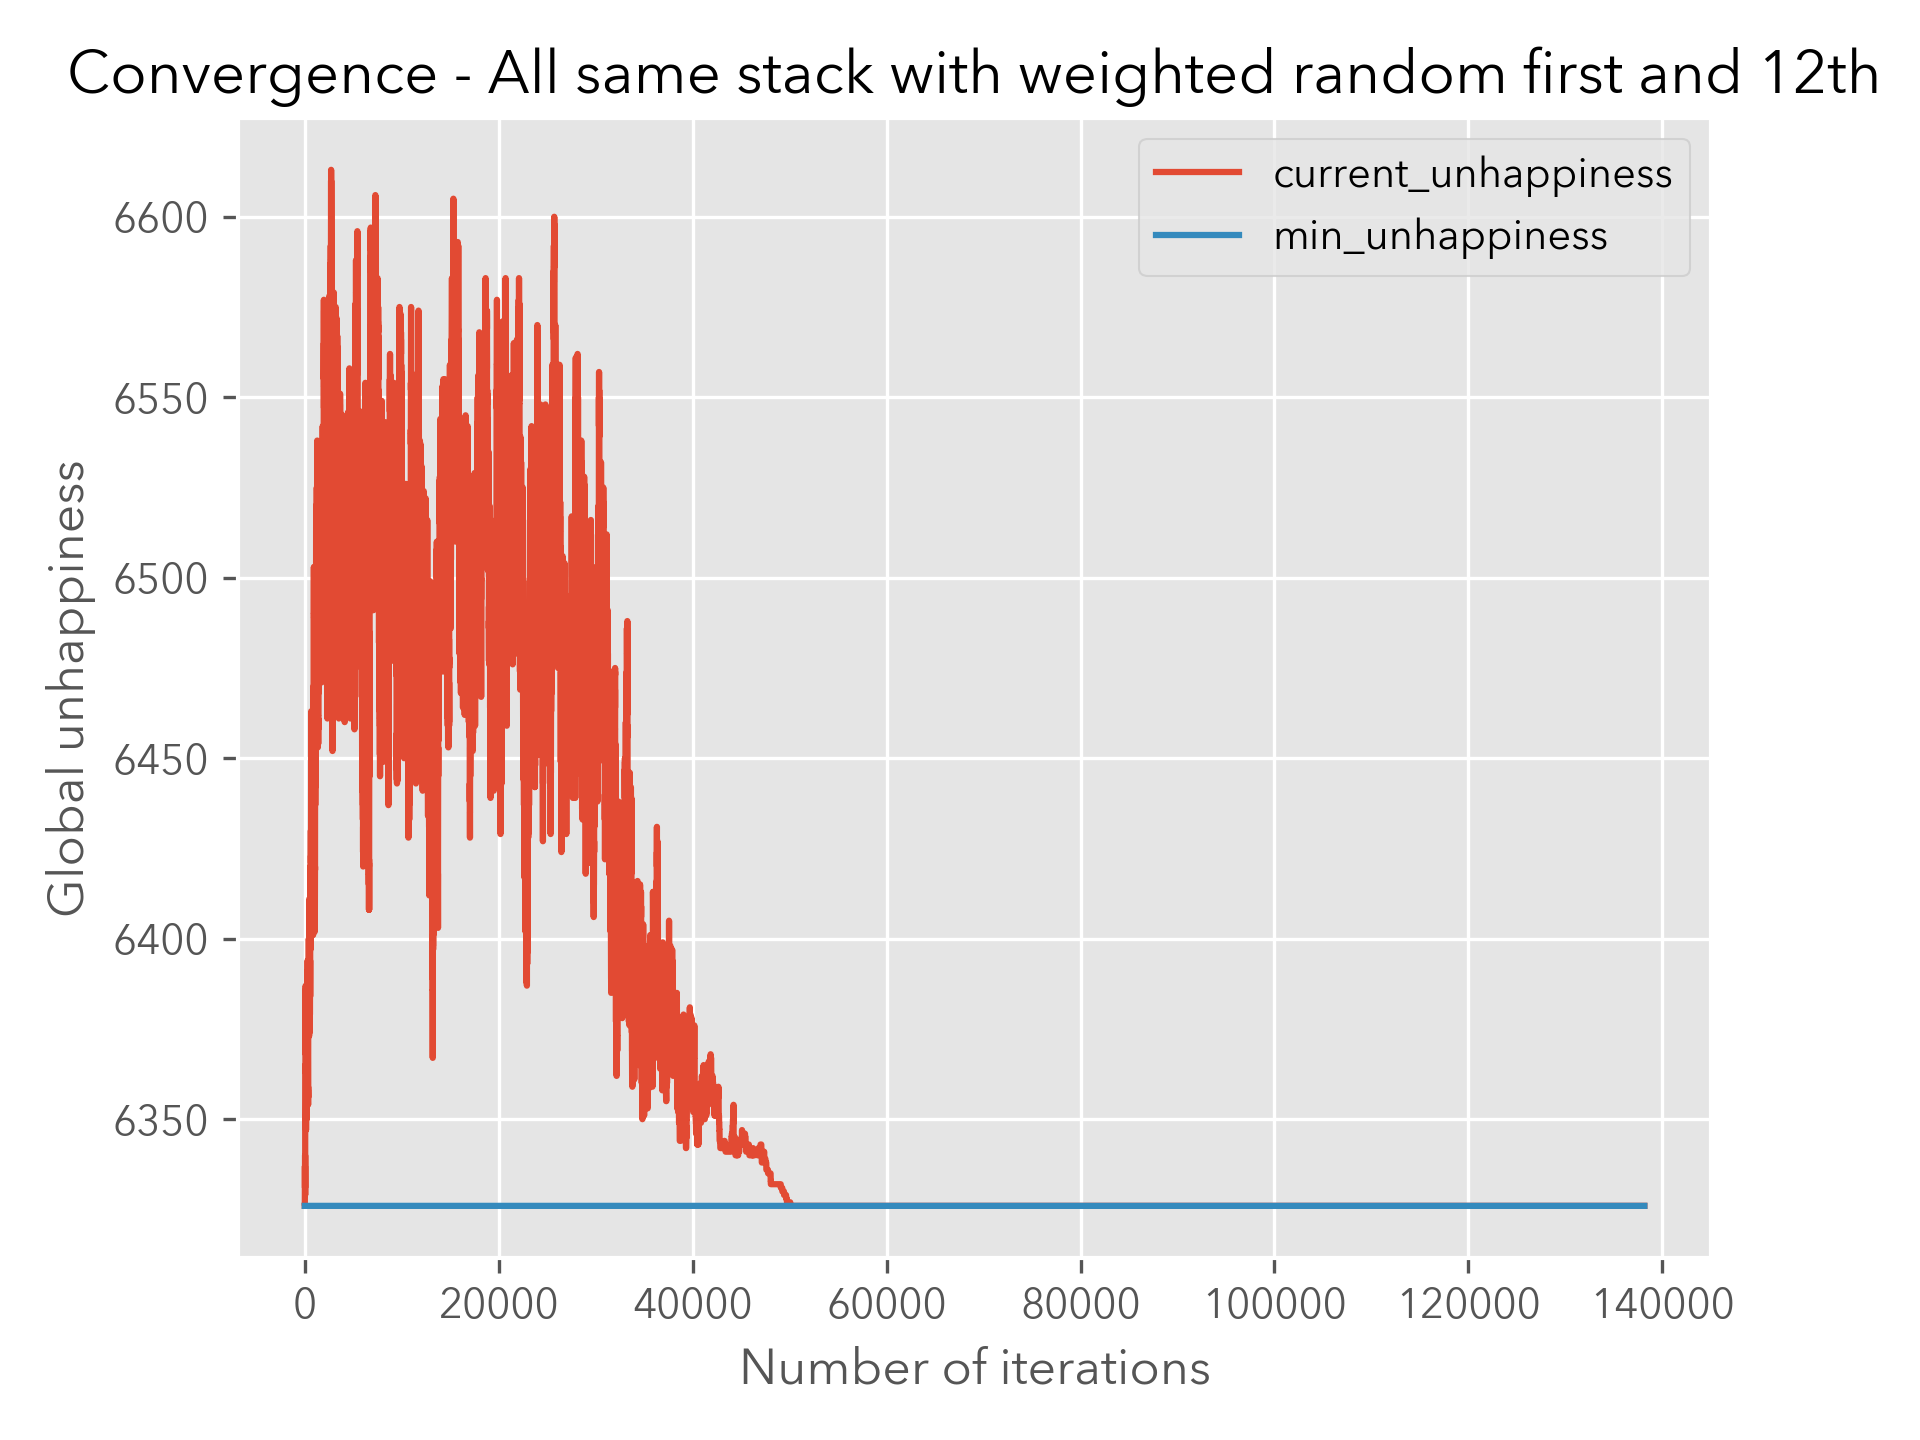 Convergence - All same stack with weighted random first and 12th
current_unhappiness
min_unhappiness
Global unhappiness
6600
6550
6500
6450
6400
6350
0 20000 40000 60000 80000 100000 120000 140000
Number of iterations